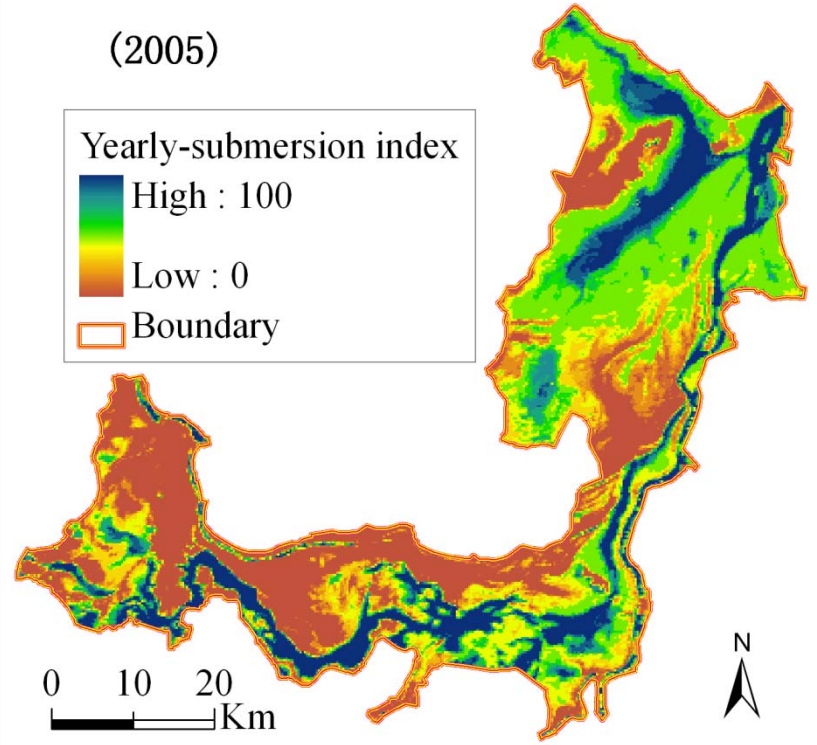 (2005)
Yearly-submersion index
High : 100
Low : 0
Boundary
N
0 10 20
Km